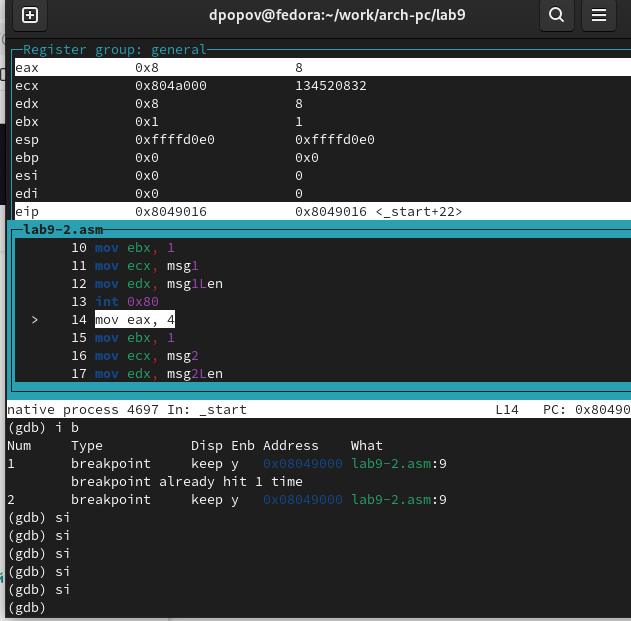 dpopov@fedora:~/work/arch-pc/lab9
Register group: general
eax 0x8 8
ecx 0x804a000 134520832
edx 0x8 8
ebx 0x1 1
esp 0xffffd0e0 0xffffd0e0
ebp 0x0 0x0
esi 0x0 0
edi 0x0 0
eip 0x8049016 0x8049016 <_start+22>
lab9-2.asm
10 mov ebx, 1
11 mov ecx, msg1
12 mov edx, msg1Len
13 int 0x80
> 14 mov eax, 4
15 mov ebx, 1
16 mov ecx, msg2
17 mov edx, msg2Len
native process 4697 In: _start L14 PC: 0x80490
(gdb) i b
Num Type Disp Enb Address What
1 breakpoint keep y 0x08049000 lab9-2.asm:9
breakpoint already hit 1 time
2 breakpoint keep y 0x08049000 lab9-2.asm:9
(gdb) si
(gdb) si
(gdb) si
(gdb) si
(gdb) si
(gdb)